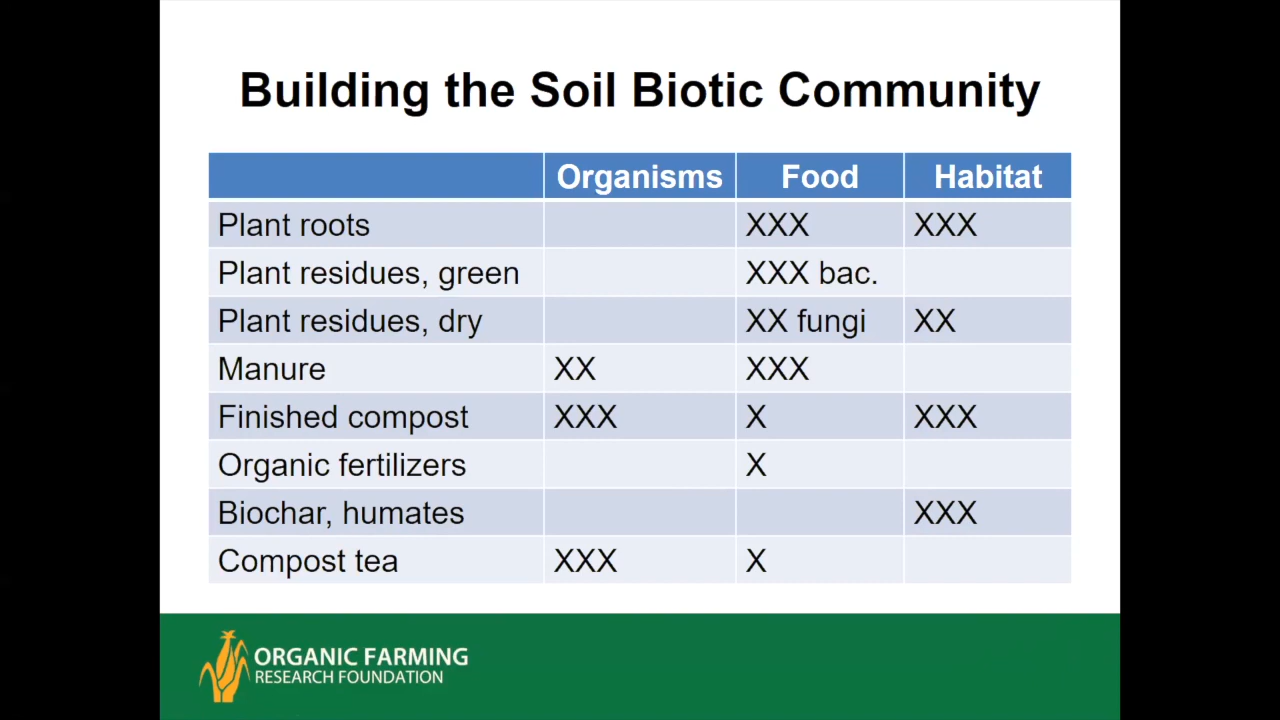 Building the Soil Biotic Community
Organisms Food Habitat
Plant roots XXX XXX
Plant residues, green XXX bac.
Plant residues, dry XX fungi XX
Manure XX XXX
Finished compost XXX X XXX
Organic fertilizers X
Biochar, humates XXX
Compost tea XXX X
ORGANIC FARMING
RESEARCH FOUNDATION